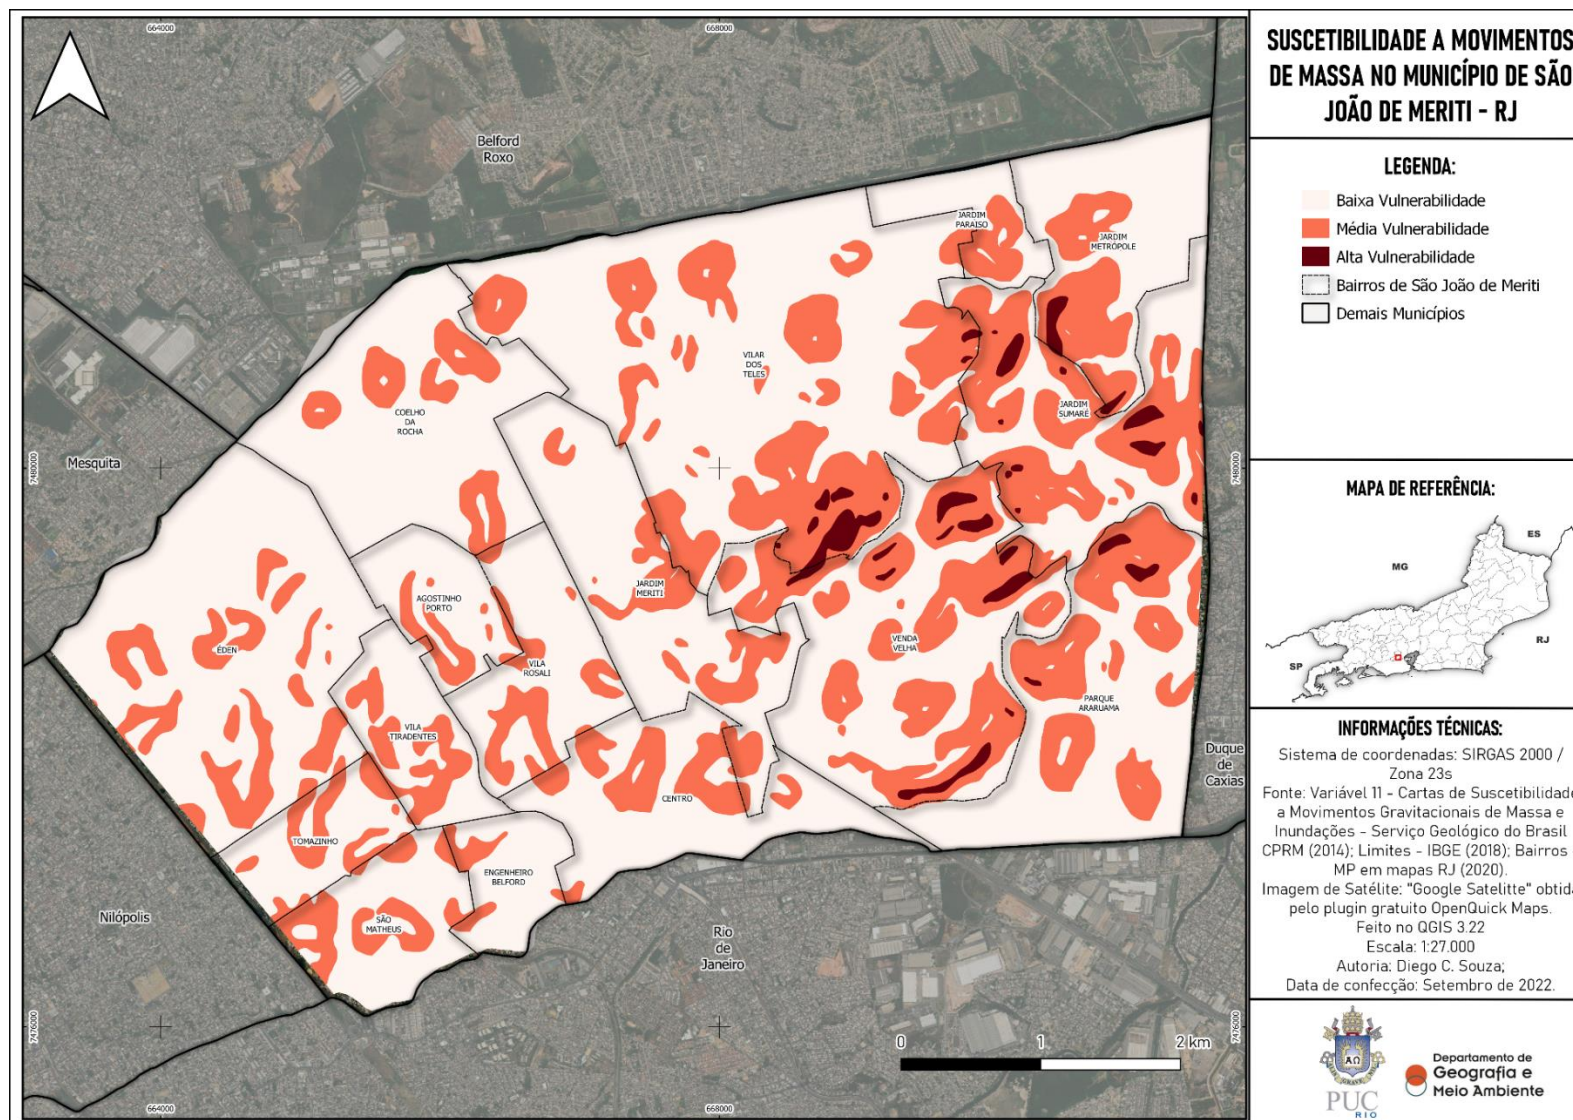 SUSCETIBILIDADE A MOVIMENTOS
DE MASSA NO MUNICÍPIO DE SÃO
JOÃO DE MERITI - RJ
LEGENDA:
Baixa Vulnerabilidade
Média Vulnerabilidade
Alta Vulnerabilidade
Bairros de São João de Meriti
Demais Municípios
MAPA DE REFERÊNCIA:
ES
MG
RJ
SP
INFORMAÇÕES TÉCNICAS:
Sistema de coordenadas: SIRGAS 2000 /
Zona 23s
Fonte: Variável 11 - Cartas de Suscetibilidade
a Movimentos Gravitacionais de Massa e
Inundações - Serviço Geológico do Brasil
CPRM (2014); Limites - IBGE (2018); Bairros
MP em mapas RJ (2020).
Imagem de Satélite: "Google Satelitte" obtida
pelo plugin gratuito OpenQuick Maps.
Feito no QGIS 3.22
Escala: 1:27.000
Autoria: Diego C. Souza;
Data de confecção: Setembro de 2022.
PUC
RIO
Departamento de
Geografia e
Meio Ambiente
664000
668000
Belford
Roxo
JARDIM
PARAISO
JARDIM
METRÓPOLE
VILAR
DOS
TELES
COELHO
DA
ROCHA
JARDIM
SUMARÉ
Mesquita
7480000
7480000
AGOSTINHO
PORTO
JARDIM
MERITI
ÉDEN
VENDA
VELHA
VILA
ROSALI
PARQUE
ARARUAMA
VILA
TIRADENTES
Duque
de
Caxias
CENTRO
TOMAZINHO
ENGENHEIRO
BELFORD
Nilópolis
SÃO
MATHEUS
Rio
de
Janeiro
7476000
7476000
0 1 2 km
664000
668000